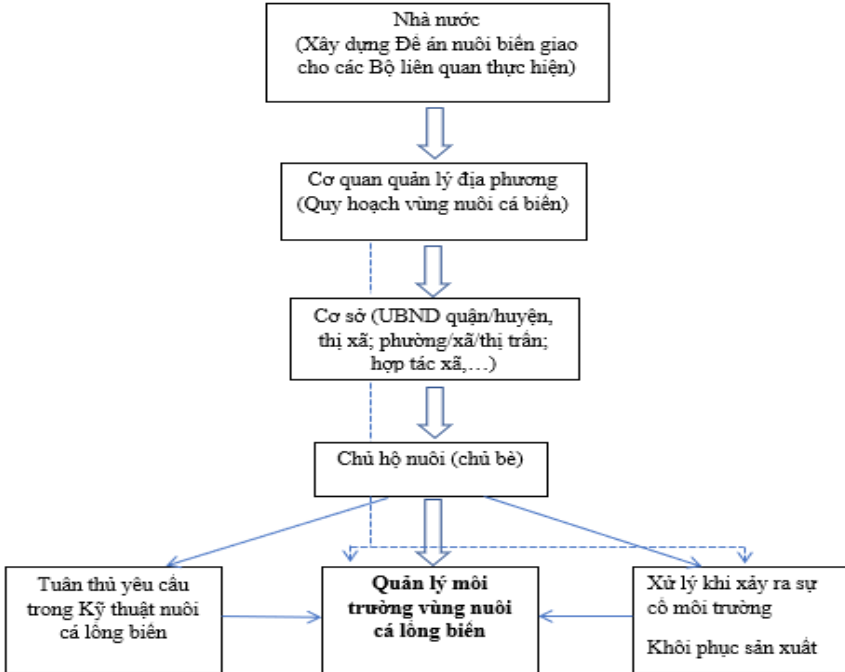 Nhà nước
(Xây dựng Đề án nuôi biển giao
cho các Bộ liên quan thực hiện)
Cơ quan quản lý địa phương
(Quy hoạch vùng nuôi cá biển)
Cơ sở (UBND quận/huyện,
thị xã; phường/xã/thị trấn;
hợp tác xã,...)
Chủ hộ nuôi (chủ bè)
Tuân thủ yêu cầu
trong Kỹ thuật nuôi
cá lồng biển
Quản lý môi
trường vùng nuôi
cá lồng biển
Xử lý khi xảy ra sự
cố môi trường
Khôi phục sản xuất